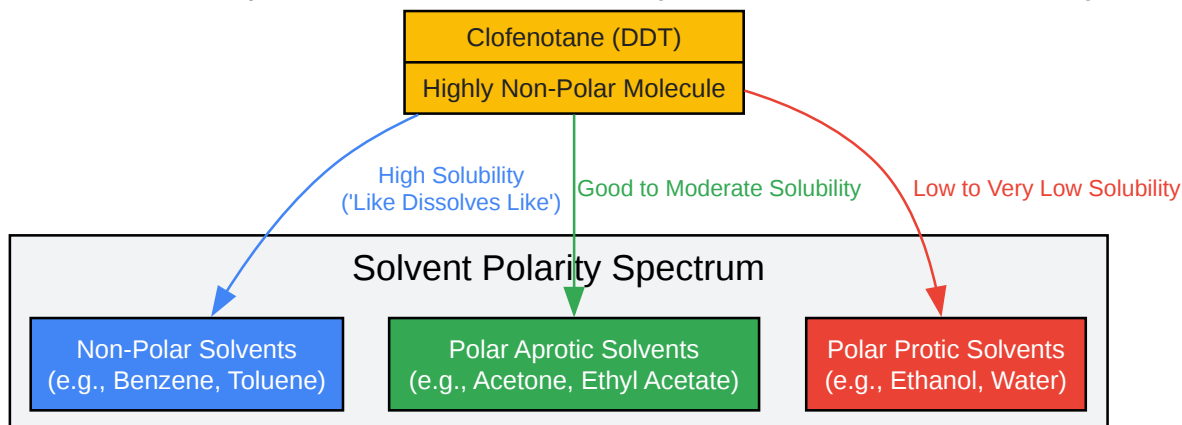 Clofenotane (DDT)
Highly Non-Polar Molecule
High Solubility
('Like Dissolves Like')
Good to Moderate Solubility
Low to Very Low Solubility
Solvent Polarity Spectrum
Non-Polar Solvents
(e.g., Benzene, Toluene)
Polar Aprotic Solvents
(e.g., Acetone, Ethyl Acetate)
Polar Protic Solvents
(e.g., Ethanol, Water)